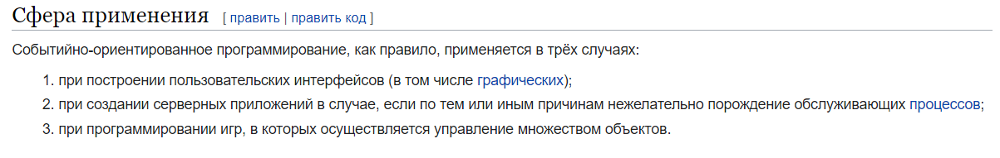 Сфера применения [ править | править код ]
Событийно-ориентированное программирование, как правило, применяется в трёх случаях:
1. при построении пользовательских интерфейсов (в том числе графических);
2. при создании серверных приложений в случае, если по тем или иным причинам нежелательно порождение обслуживающих процессов;
3. при программировании игр, в которых осуществляется управление множеством объектов.